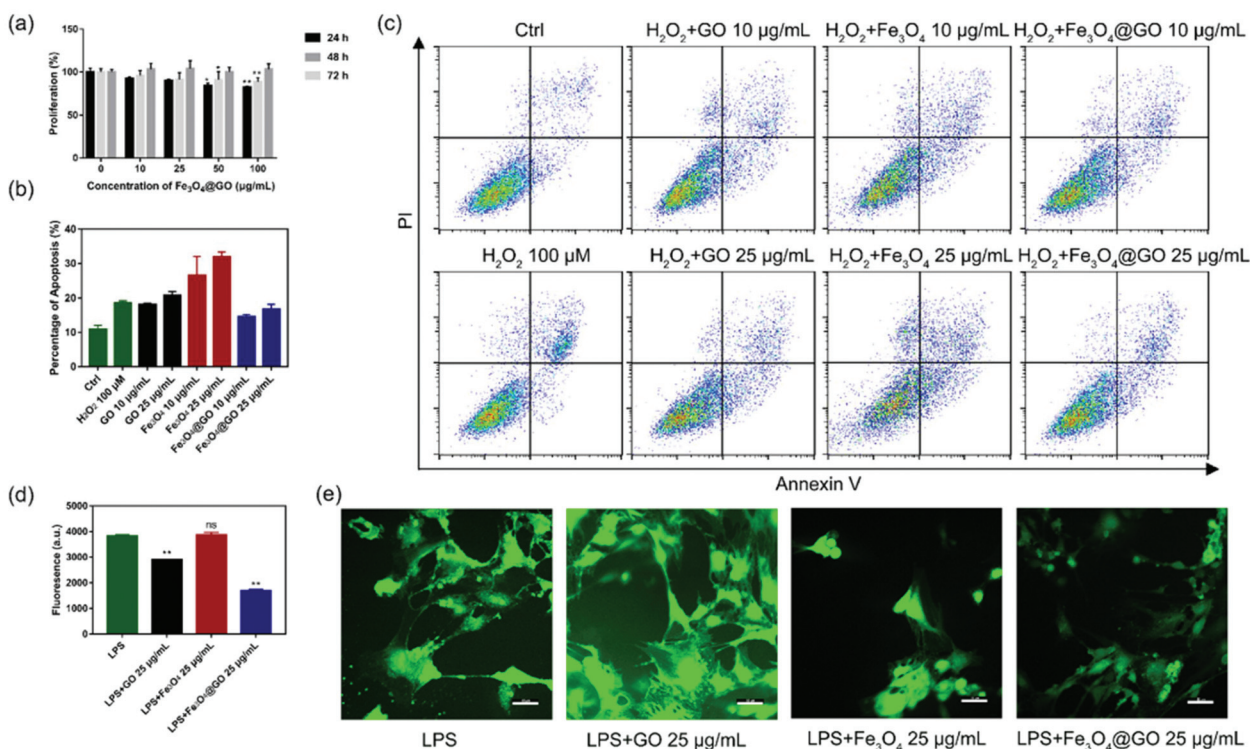 (a)
Proliferation (%)
150
100
50
0
* * ** **
24 h
48 h
72 h
0 10 25 50 100
Concentration of Fe₃O₄@GO (µg/mL)
(b)
Percentage of Apoptosis (%)
40
30
20
10
0
Ctrl
H₂O₂ 100 µM
GO 10 µg/mL
GO 25 µg/mL
Fe₃O₄ 10 µg/mL
Fe₃O₄ 25 µg/mL
Fe₃O₄@GO 10 µg/mL
Fe₃O₄@GO 25 µg/mL
(c)
Ctrl
H₂O₂+GO 10 µg/mL
H₂O₂+Fe₃O₄ 10 µg/mL
H₂O₂+Fe₃O₄@GO 10 µg/mL
PI
H₂O₂ 100 µM
H₂O₂+GO 25 µg/mL
H₂O₂+Fe₃O₄ 25 µg/mL
H₂O₂+Fe₃O₄@GO 25 µg/mL
Annexin V
(d)
Fluoresence (a.u.)
5000
4000
3000
2000
1000
0
**
ns
**
LPS
LPS+GO 25 µg/mL
LPS+Fe₃O₄ 25 µg/mL
LPS+Fe₃O₄@GO 25 µg/mL
(e)
LPS
LPS+GO 25 µg/mL
LPS+Fe₃O₄ 25 µg/mL
LPS+Fe₃O₄@GO 25 µg/mL